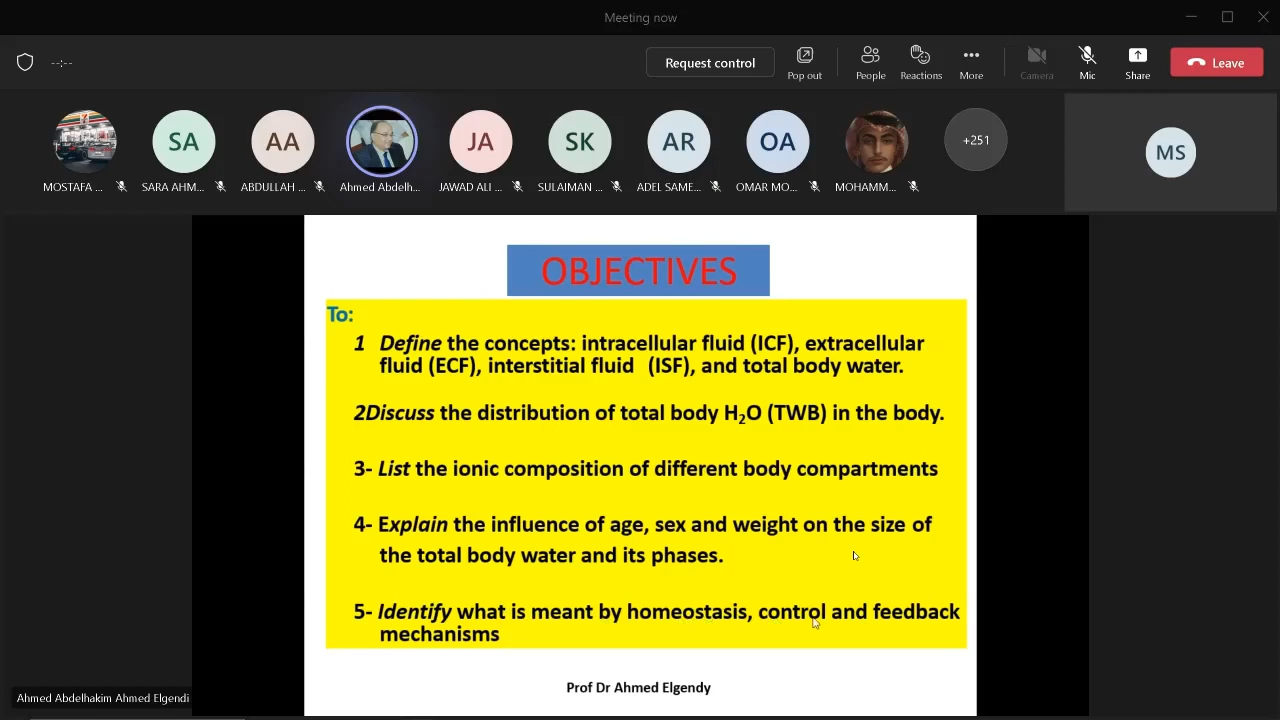 Meeting now
--:--
Request control
Pop out
People
Reactions
More
Camera
Mic
Share
Leave
SA
AA
JA
SK
AR
OA
+251
MS
MOSTAFA ...
SARA AHM...
ABDULLAH ...
Ahmed Abdelh...
JAWAD ALI ...
SULAIMAN ...
ADEL SAME...
OMAR MO...
MOHAMM...
OBJECTIVES
To:
1 Define the concepts: intracellular fluid (ICF), extracellular
fluid (ECF), interstitial fluid (ISF), and total body water.
2Discuss the distribution of total body H₂O (TWB) in the body.
3- List the ionic composition of different body compartments
4- Explain the influence of age, sex and weight on the size of
the total body water and its phases.
5- Identify what is meant by homeostasis, control and feedback
mechanisms
Prof Dr Ahmed Elgendy
Ahmed Abdelhakim Ahmed Elgendi